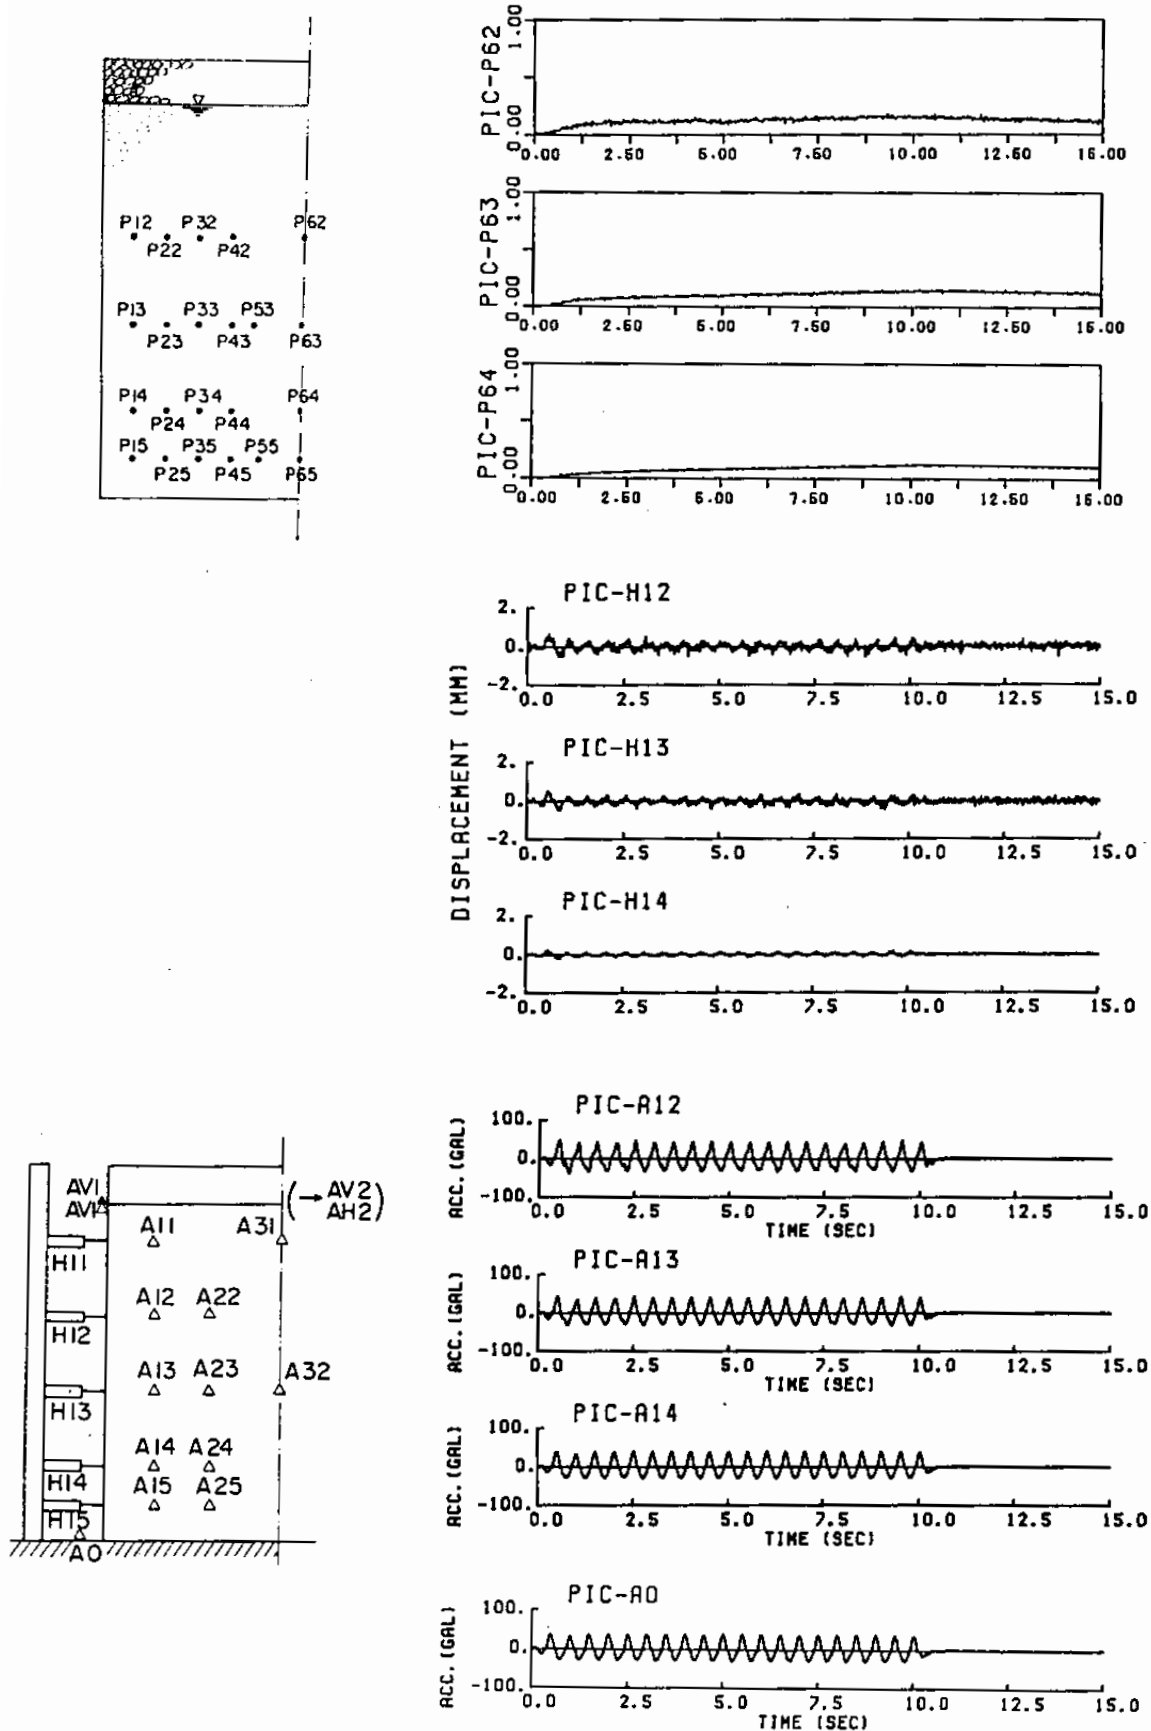 P12 P32 P62
P22 P42
P13 P33 P53
P23 P43 P63
P14 P34 P64
P24 P44
P15 P35 P55
P25 P45 P65
PIC-P62
1.00
0.00
0.00 2.50 5.00 7.50 10.00 12.50 15.00
PIC-P63
1.00
0.00
0.00 2.50 5.00 7.50 10.00 12.50 15.00
PIC-P64
1.00
0.00
0.00 2.50 5.00 7.50 10.00 12.50 15.00
DISPLACEMENT (MM)
PIC-H12
2.
0.
-2.
0.0 2.5 5.0 7.5 10.0 12.5 15.0
PIC-H13
2.
0.
-2.
0.0 2.5 5.0 7.5 10.0 12.5 15.0
PIC-H14
2.
0.
-2.
0.0 2.5 5.0 7.5 10.0 12.5 15.0
AV1
AV1
(→AV2
AH2)
A11 A31
H11
A12 A22
H12
A13 A23 A32
H13
A14 A24
H14
A15 A25
H15
A0
PIC-A12
ACC. (GAL)
100.
0.
-100.
0.0 2.5 5.0 7.5 10.0 12.5 15.0
TIME (SEC)
PIC-A13
ACC. (GAL)
100.
0.
-100.
0.0 2.5 5.0 7.5 10.0 12.5 15.0
TIME (SEC)
PIC-A14
ACC. (GAL)
100.
0.
-100.
0.0 2.5 5.0 7.5 10.0 12.5 15.0
TIME (SEC)
PIC-A0
ACC. (GAL)
100.
0.
-100.
0.0 2.5 5.0 7.5 10.0 12.5 15.0
TIME (SEC)